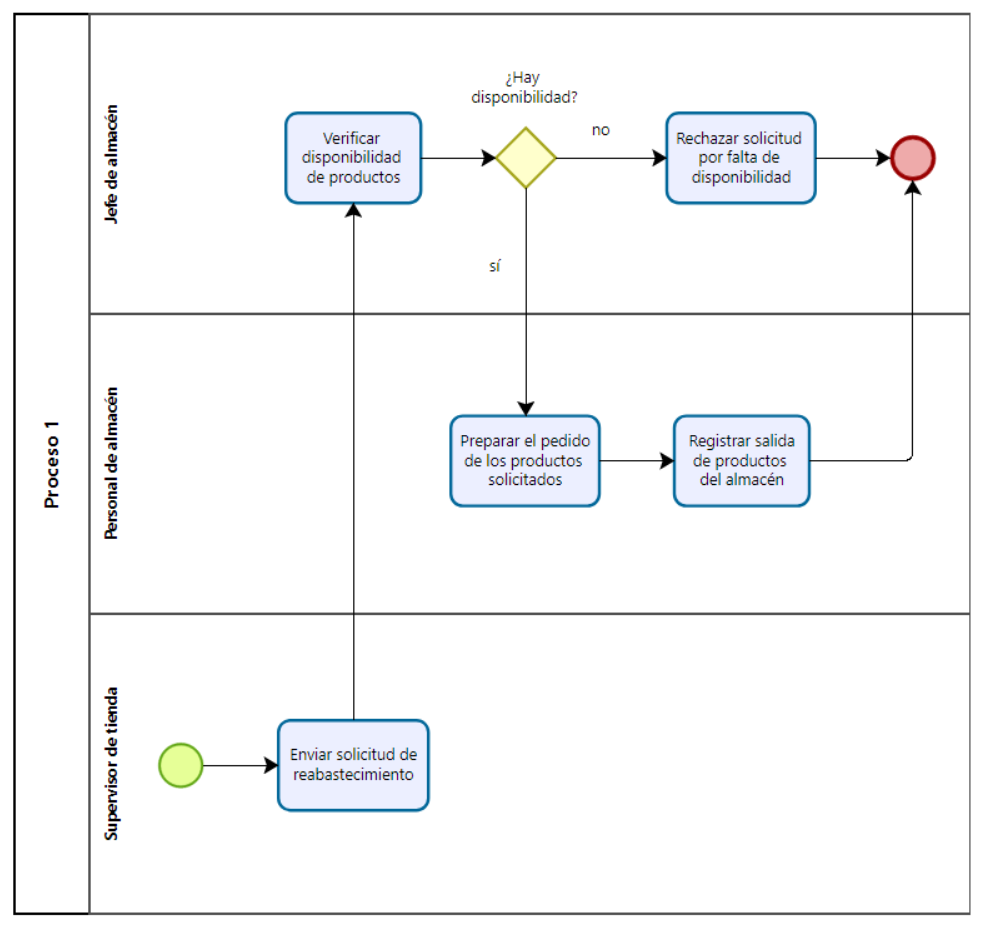 Proceso 1
Jefe de almacén
Verificar
disponibilidad
de productos
¿Hay
disponibilidad?
no
sí
Rechazar solicitud
por falta de
disponibilidad
Personal de almacén
Preparar el pedido
de los productos
solicitados
Registrar salida
de productos
del almacén
Supervisor de tienda
Enviar solicitud de
reabastecimiento